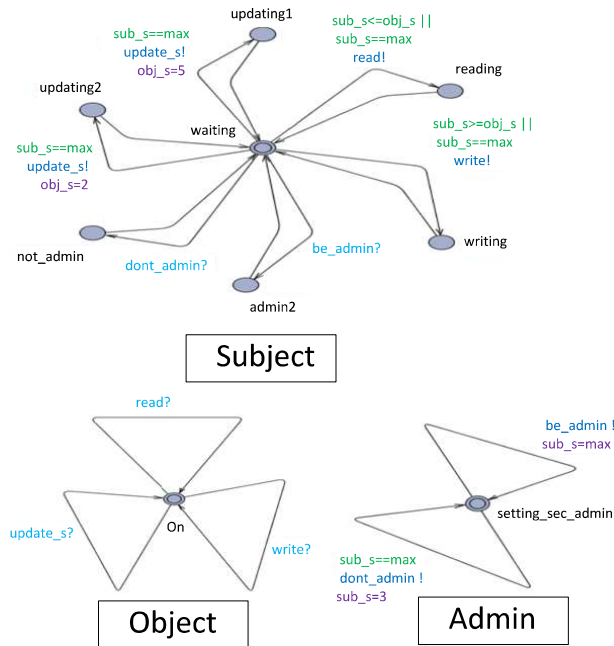 updating1
sub_s==max
update_s!
obj_s=5
sub_s<=obj_s ||
sub_s==max
read!
reading
updating2
waiting
sub_s==max
update_s!
obj_s=2
sub_s>=obj_s ||
sub_s==max
write!
not_admin
dont_admin?
be_admin?
writing
admin2
Subject
read?
update_s?
On
write?
Object
be_admin !
sub_s=max
setting_sec_admin
sub_s==max
dont_admin !
sub_s=3
Admin